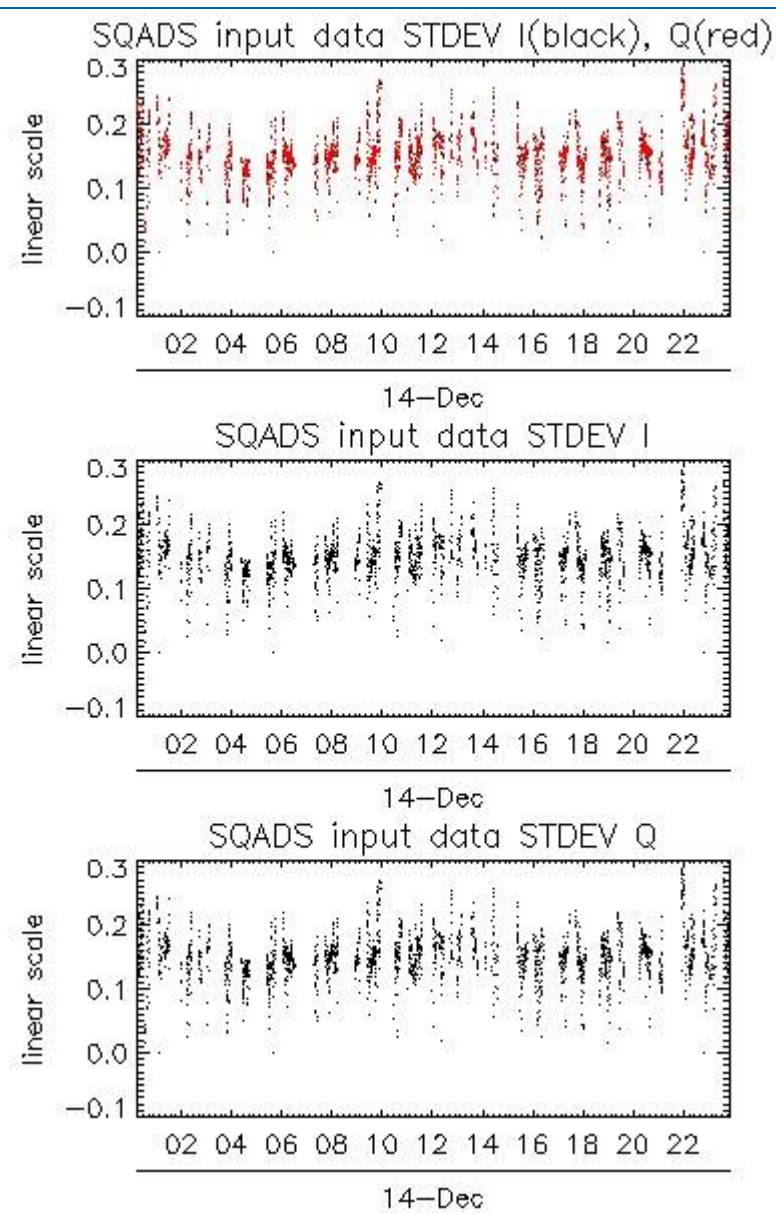 SQADS input data STDEV I(black), Q(red)
0.3
0.2
0.1
0.0
−0.1
linear scale
02 04 06 08 10 12 14 16 18 20 22
14−Dec
SQADS input data STDEV I
0.3
0.2
0.1
0.0
−0.1
linear scale
02 04 06 08 10 12 14 16 18 20 22
14−Dec
SQADS input data STDEV Q
0.3
0.2
0.1
0.0
−0.1
linear scale
02 04 06 08 10 12 14 16 18 20 22
14−Dec